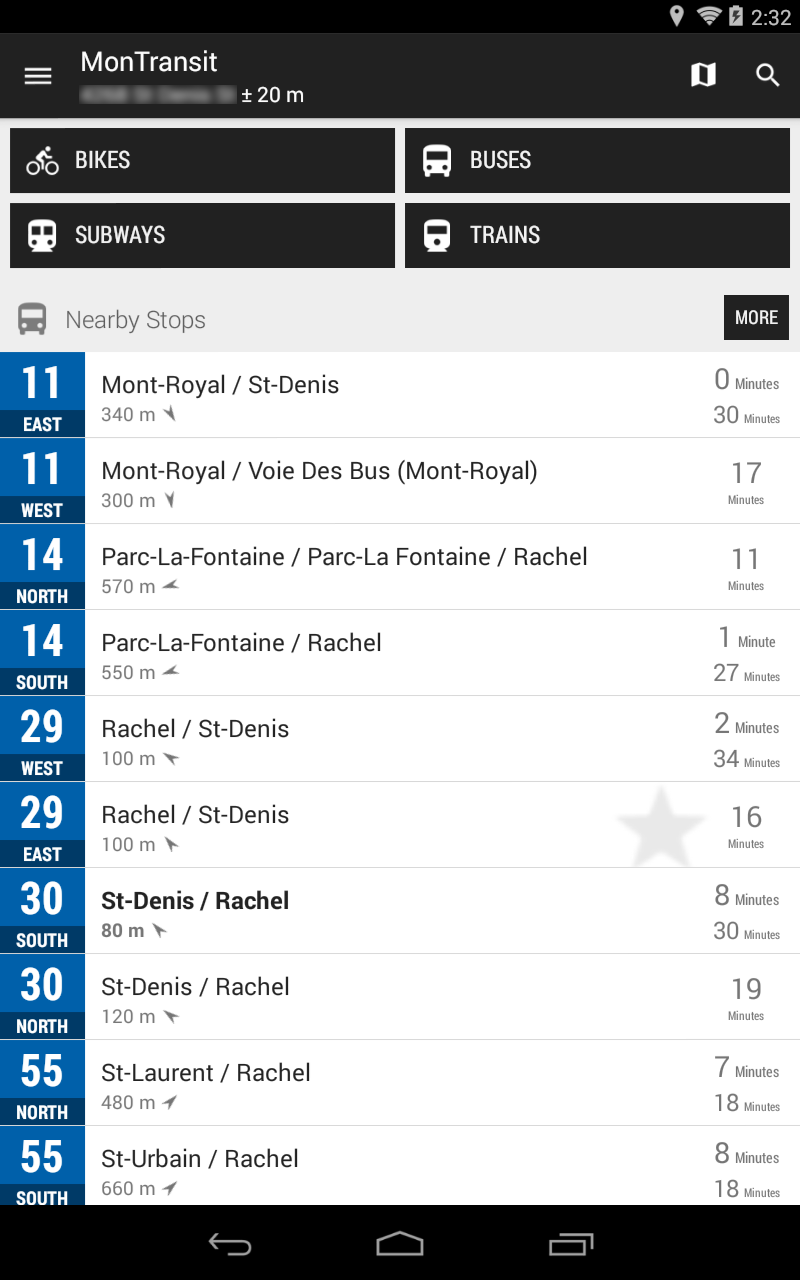 2:32
MonTransit
± 20 m
BIKES
BUSES
SUBWAYS
TRAINS
Nearby Stops
MORE
11
EAST
Mont-Royal / St-Denis
340 m
0 Minutes
30 Minutes
11
WEST
Mont-Royal / Voie Des Bus (Mont-Royal)
300 m
17
Minutes
14
NORTH
Parc-La-Fontaine / Parc-La Fontaine / Rachel
570 m
11
Minutes
14
SOUTH
Parc-La-Fontaine / Rachel
550 m
1 Minute
27 Minutes
29
WEST
Rachel / St-Denis
100 m
2 Minutes
34 Minutes
29
EAST
Rachel / St-Denis
100 m
16
Minutes
30
SOUTH
St-Denis / Rachel
80 m
8 Minutes
30 Minutes
30
NORTH
St-Denis / Rachel
120 m
19
Minutes
55
NORTH
St-Laurent / Rachel
480 m
7 Minutes
18 Minutes
55
SOUTH
St-Urbain / Rachel
660 m
8 Minutes
18 Minutes